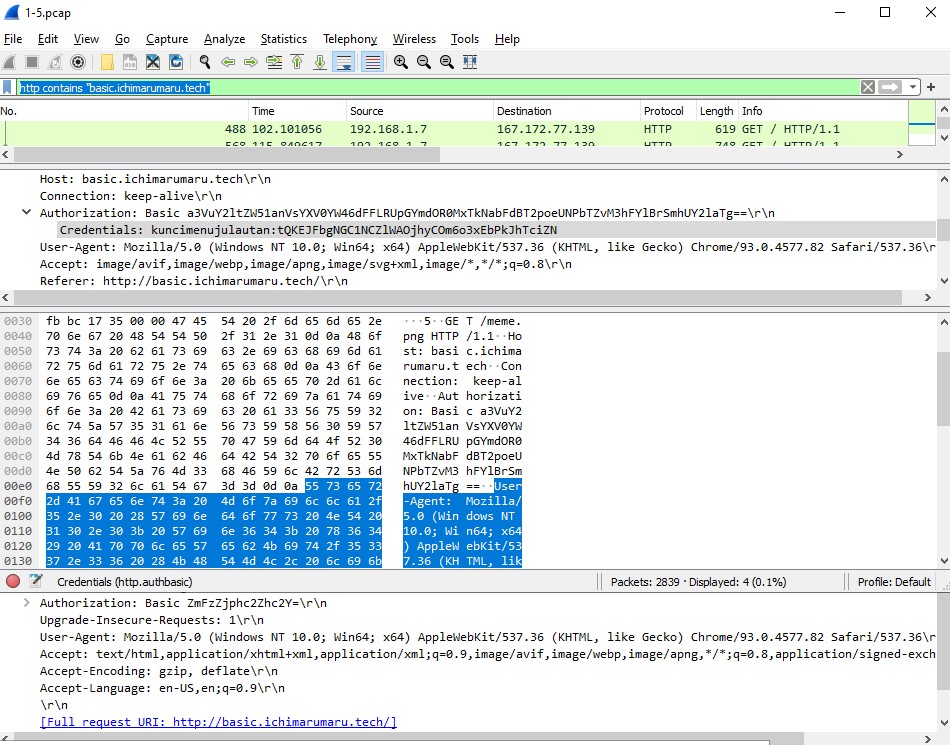 1-5.pcap
File Edit View Go Capture Analyze Statistics Telephony Wireless Tools Help
http contains "basic.ichimarumaru.tech"
No. Time Source Destination Protocol Length Info
488 102.101056 192.168.1.7 167.172.77.139 HTTP 619 GET / HTTP/1.1
568 115.849617 192.168.1.7 167.172.77.139 HTTP 748 GET / HTTP/1.1
Host: basic.ichimarumaru.tech\r\n
Connection: keep-alive\r\n
Authorization: Basic a3VuY2ltZW51anVsYXV0YW46dFFLRUpGYmdOR0MxTkNabFdBT2poeUNPbTZvM3hFYlBrSmhUY2laTg==\r\n
Credentials: kuncimenujulautan:tQKEJFbgNGC1NCZlWAOjhyCOm6o3xEbPkJhTciZN
User-Agent: Mozilla/5.0 (Windows NT 10.0; Win64; x64) AppleWebKit/537.36 (KHTML, like Gecko) Chrome/93.0.4577.82 Safari/537.36\r
Accept: image/avif,image/webp,image/apng,image/svg+xml,image/*,*/*;q=0.8\r\n
Referer: http://basic.ichimarumaru.tech/\r\n
0030 fb bc 17 35 00 00 47 45 54 20 2f 6d 65 6d 65 2e ···5··GE T /meme.
0040 70 6e 67 20 48 54 54 50 2f 31 2e 31 0d 0a 48 6f png HTTP /1.1··Ho
0050 73 74 3a 20 62 61 73 69 63 2e 69 63 68 69 6d 61 st: basi c.ichima
0060 72 75 6d 61 72 75 2e 74 65 63 68 0d 0a 43 6f 6e rumaru.t ech··Con
0070 6e 65 63 74 69 6f 6e 3a 20 6b 65 65 70 2d 61 6c nection: keep-al
0080 69 76 65 0d 0a 41 75 74 68 6f 72 69 7a 61 74 69 ive··Aut horizati
0090 6f 6e 3a 20 42 61 73 69 63 20 61 33 56 75 59 32 on: Basi c a3VuY2
00a0 6c 74 5a 57 35 31 61 6e 56 73 59 58 56 30 59 57 ltZW51an VsYXV0YW
00b0 34 36 64 46 46 4c 52 55 70 47 59 6d 64 4f 52 30 46dFFLRU pGYmdOR0
00c0 4d 78 54 6b 4e 61 62 46 64 42 54 32 70 6f 65 55 MxTkNabF dBT2poeU
00d0 4e 50 62 54 5a 76 4d 33 68 46 59 6c 42 72 53 6d NPbTZvM3 hFYlBrSm
00e0 68 55 59 32 6c 61 54 67 3d 3d 0d 0a 55 73 65 72 hUY2laTg ==··User
00f0 2d 41 67 65 6e 74 3a 20 4d 6f 7a 69 6c 6c 61 2f -Agent: Mozilla/
0100 35 2e 30 20 28 57 69 6e 64 6f 77 73 20 4e 54 20 5.0 (Win dows NT
0110 31 30 2e 30 3b 20 57 69 6e 36 34 3b 20 78 36 34 10.0; Wi n64; x64
0120 29 20 41 70 70 6c 65 57 65 62 4b 69 74 2f 35 33 ) AppleW ebKit/53
0130 37 2e 33 36 20 28 4b 48 54 4d 4c 2c 20 6c 69 6b 7.36 (KH TML, lik
Credentials (http.authbasic) Packets: 2839 · Displayed: 4 (0.1%) Profile: Default
Authorization: Basic ZmFzZjphc2Zhc2Y=\r\n
Upgrade-Insecure-Requests: 1\r\n
User-Agent: Mozilla/5.0 (Windows NT 10.0; Win64; x64) AppleWebKit/537.36 (KHTML, like Gecko) Chrome/93.0.4577.82 Safari/537.36\r
Accept: text/html,application/xhtml+xml,application/xml;q=0.9,image/avif,image/webp,image/apng,*/*;q=0.8,application/signed-exch
Accept-Encoding: gzip, deflate\r\n
Accept-Language: en-US,en;q=0.9\r\n
\r\n
[Full request URI: http://basic.ichimarumaru.tech/]